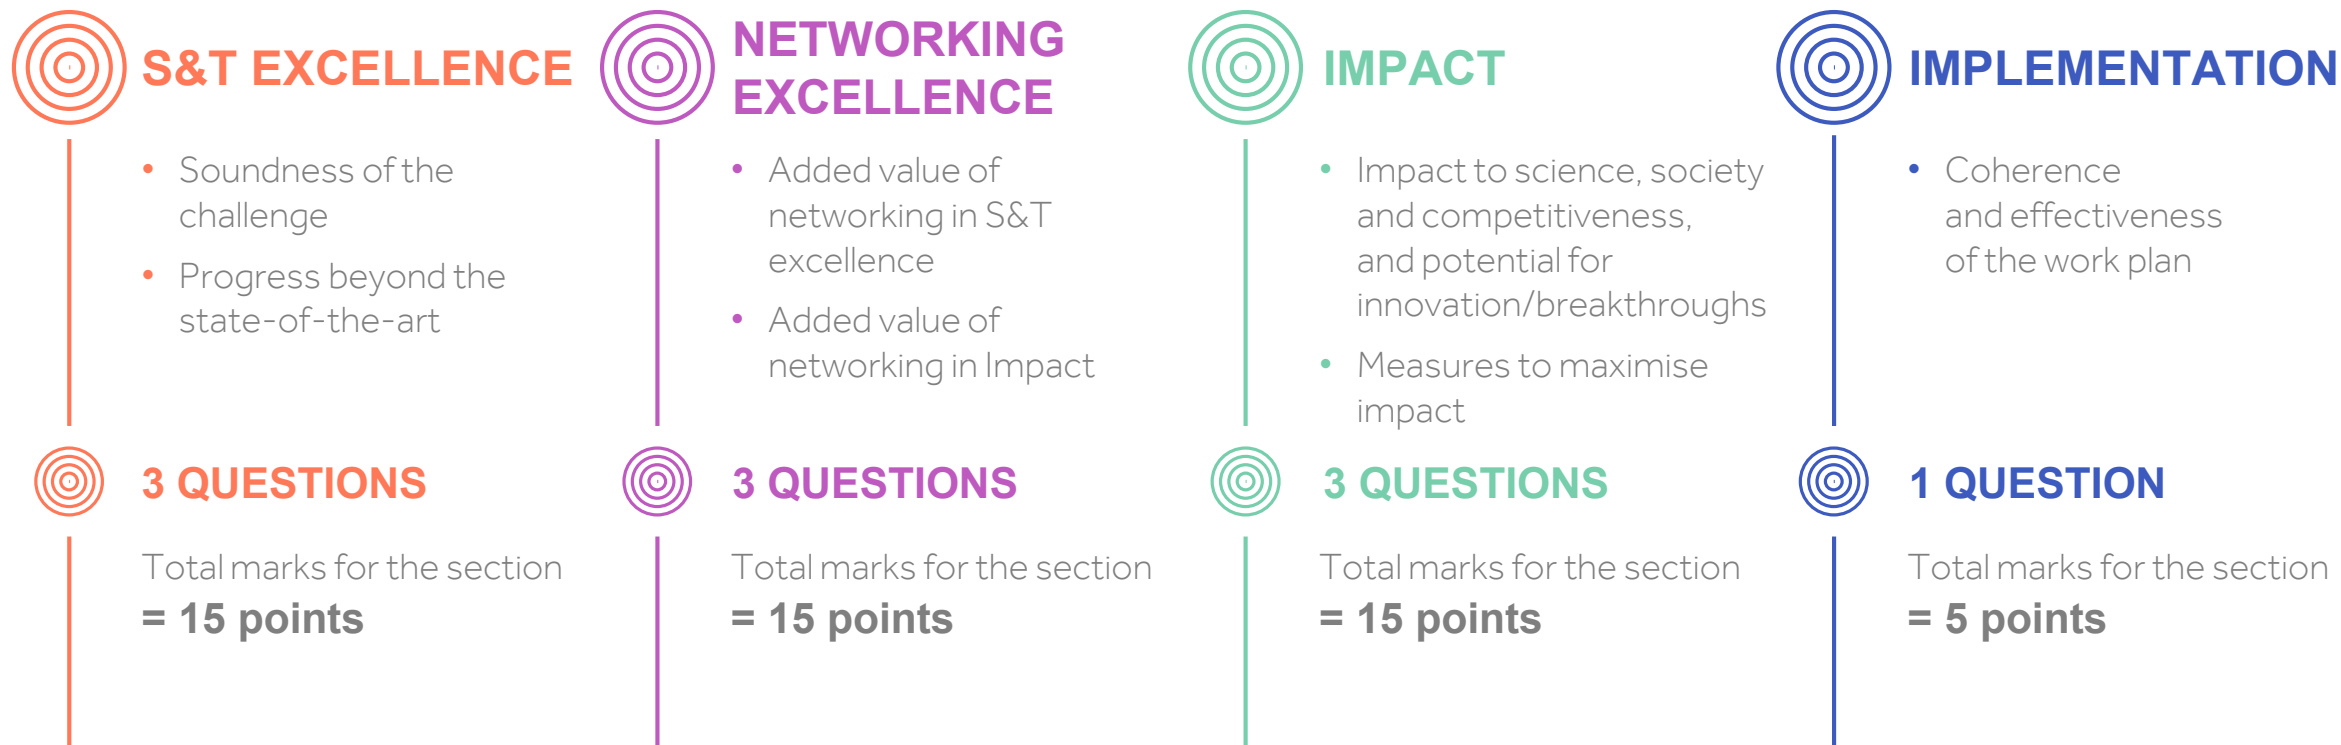 S&T EXCELLENCE
• Soundness of the
challenge
• Progress beyond the
state-of-the-art
3 QUESTIONS
Total marks for the section
= 15 points
NETWORKING
EXCELLENCE
• Added value of
networking in S&T
excellence
• Added value of
networking in Impact
3 QUESTIONS
Total marks for the section
= 15 points
IMPACT
• Impact to science, society
and competitiveness,
and potential for
innovation/breakthroughs
• Measures to maximise
impact
3 QUESTIONS
Total marks for the section
= 15 points
IMPLEMENTATION
• Coherence
and effectiveness
of the work plan
1 QUESTION
Total marks for the section
= 5 points